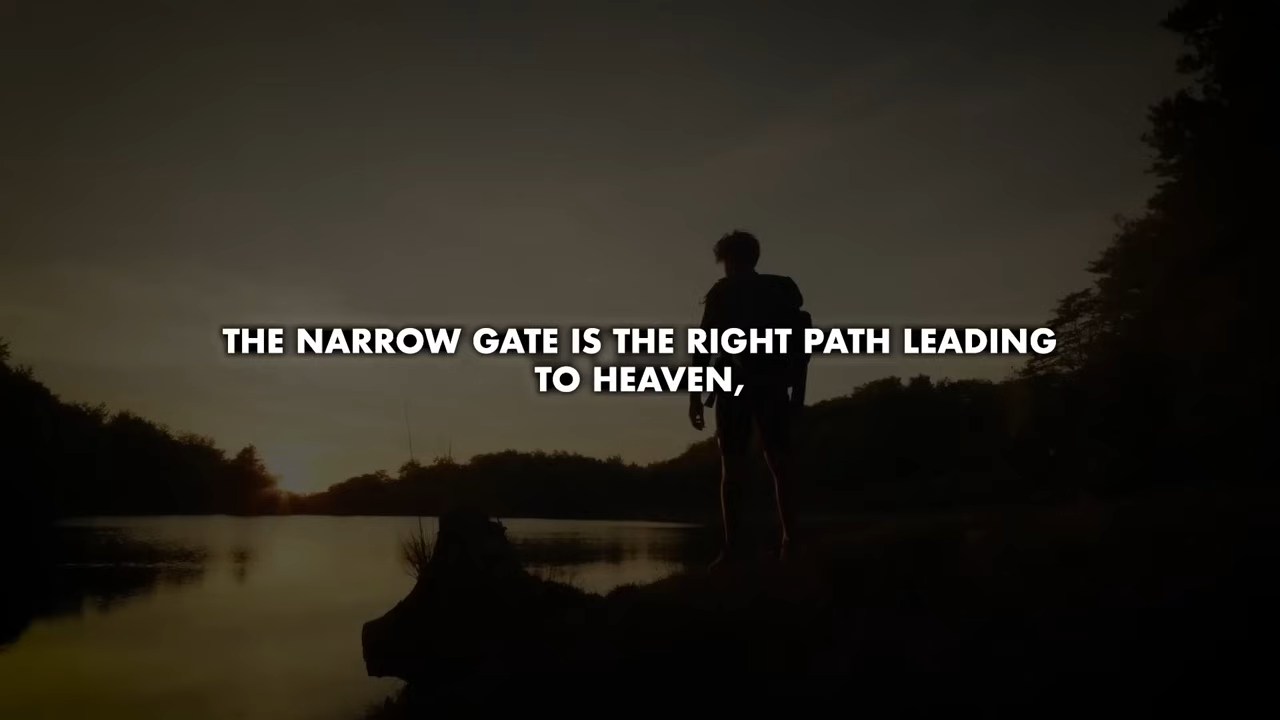 THE NARROW GATE IS THE RIGHT PATH LEADING
TO HEAVEN,